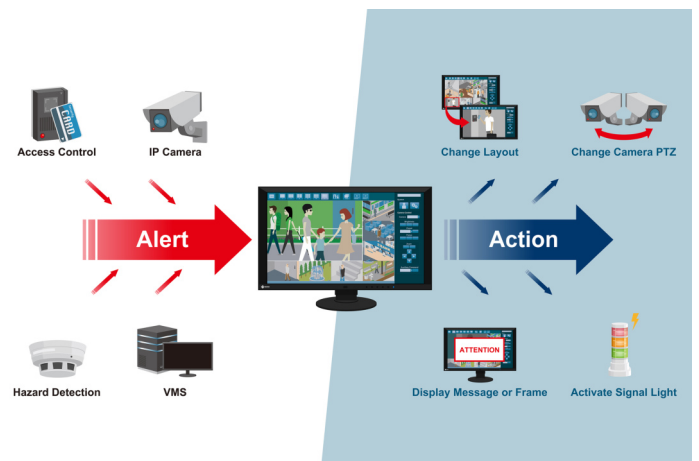 Access Control
IP Camera
Change Layout
Change Camera PTZ
CARD
Alert
Action
ATTENTION
Hazard Detection
VMS
Display Message or Frame
Activate Signal Light